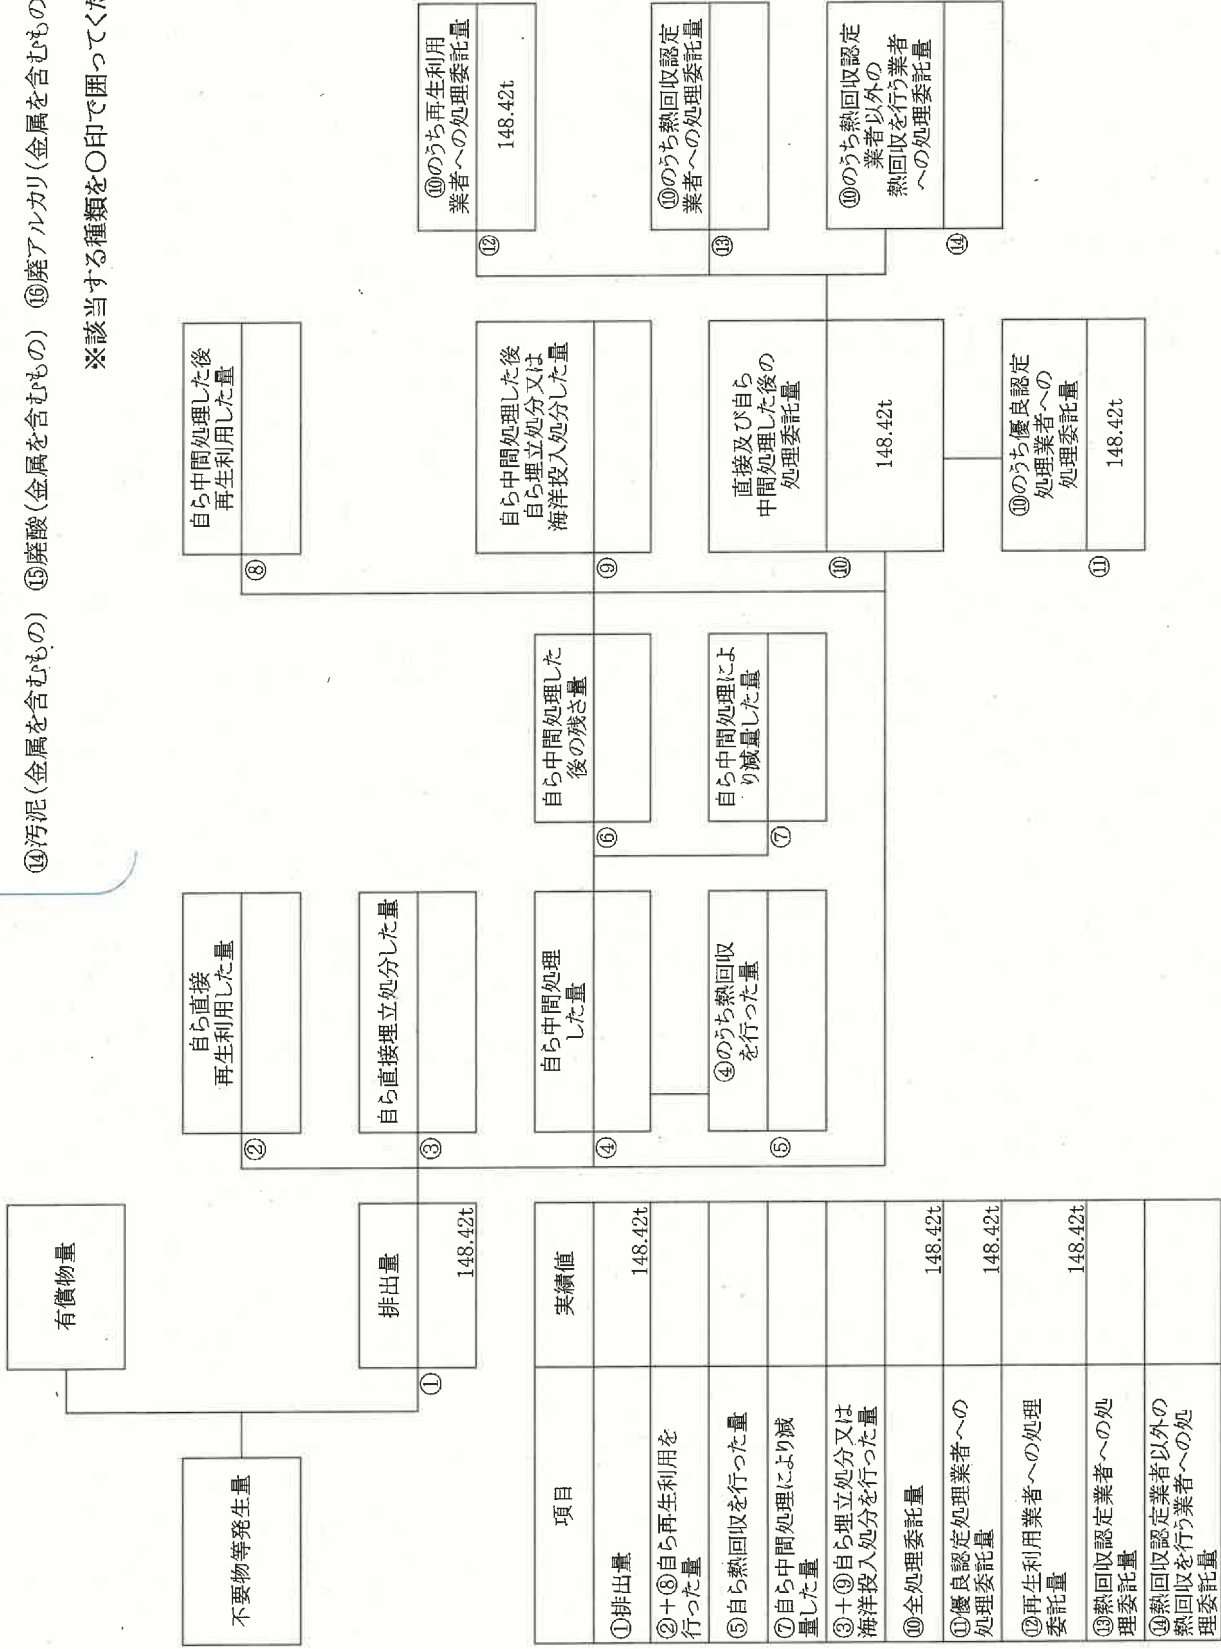 ⑭汚泥(金属を含むもの) ⑮廃酸(金属を含むもの) ⑯廃アルカリ(金属を含むもの
※該当する種類を○印で囲ってくだ
有償物量
不要物等発生量
排出量
①
148.42t
自ら直接
再生利用した量
②
自ら直接埋立処分した量
③
自ら中間処理
した量
④
④のうち熱回収
を行った量
⑤
自ら中間処理した
後の残さ量
⑥
自ら中間処理によ
り減量した量
⑦
自ら中間処理した後
再生利用した量
⑧
自ら中間処理した後
自ら埋立処分又は
海洋投入処分した量
⑨
直接及び自ら
中間処理した後の
処理委託量
⑩
148.42t
⑩のうち優良認定
処理業者への
処理委託量
⑪
148.42t
⑩のうち再生利用
業者への処理委託量
⑫
148.42t
⑩のうち熱回収認定
業者への処理委託量
⑬
⑩のうち熱回収認定
業者以外の
熱回収を行う業者
への処理委託量
⑭
項目 実績値
①排出量 148.42t
②+⑧自ら再生利用を
行った量
⑤自ら熱回収を行った量
⑦自ら中間処理により減
量した量
③+⑨自ら埋立処分又は
海洋投入処分を行った量
⑩全処理委託量 148.42t
⑪優良認定処理業者への
処理委託量 148.42t
⑫再生利用業者への処理
委託量 148.42t
⑬熱回収認定業者への処
理委託量
⑭熱回収認定業者以外の
熱回収を行う業者への処
理委託量